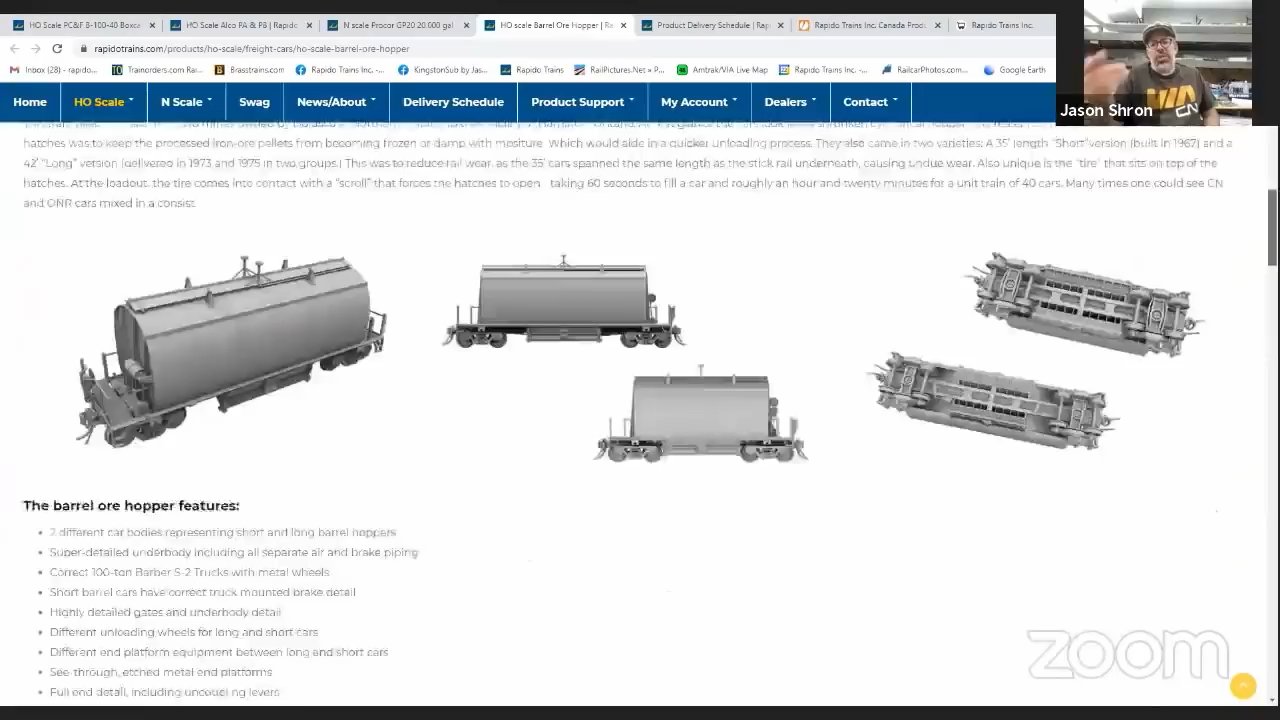 HO Scale PC&F B-100-40 Boxca
HO Scale Alco PA & PB | Rapido
N scale Procor GP20 20,000 gal
HO scale Barrel Ore Hopper | Ra
Product Delivery Schedule | Rap
Rapido Trains Inc. Canada Produ
Rapido Trains Inc.
rapidotrains.com/products/ho-scale/freight-cars/ho-scale-barrel-ore-hopper
Inbox (28) - rapido...
Trainorders.com Rai...
Brasstrains.com
Rapido Trains Inc. -...
KingstonSub by Jas...
Rapido Trains
RailPictures.Net » P...
Amtrak/VIA Live Map
Rapido Trains Inc. -...
RailcarPhotos.com...
Google Earth
Home
HO Scale
N Scale
Swag
News/About
Delivery Schedule
Product Support
My Account
Dealers
Contact
Jason Shron
VIA
CN
hatches was to keep the processed iron ore pellets from becoming frozen or damp with moisture. Which would aide in a quicker unloading process. They also came in two varieties: A 35' length "Short" version (built in 1967) and a
42' "Long" version (delivered in 1973 and 1975 in two groups.) This was to reduce rail wear, as the 35' cars spanned the same length as the stick rail underneath, causing undue wear. Also unique is the "tire" that sits on top of the
hatches. At the loadout, the tire comes into contact with a "scroll" that forces the hatches to open taking 60 seconds to fill a car and roughly an hour and twenty minutes for a unit train of 40 cars. Many times one could see CN
and ONR cars mixed in a consist.
The barrel ore hopper features:
2 different car bodies representing short and long barrel hoppers
Super-detailed underbody including all separate air and brake piping
Correct 100-ton Barber S-2 Trucks with metal wheels
Short barrel cars have correct truck mounted brake detail
Highly detailed gates and underbody detail
Different unloading wheels for long and short cars
Different end platform equipment between long and short cars
See-through, etched metal end platforms
Full end detail, including uncoupling levers
zoom